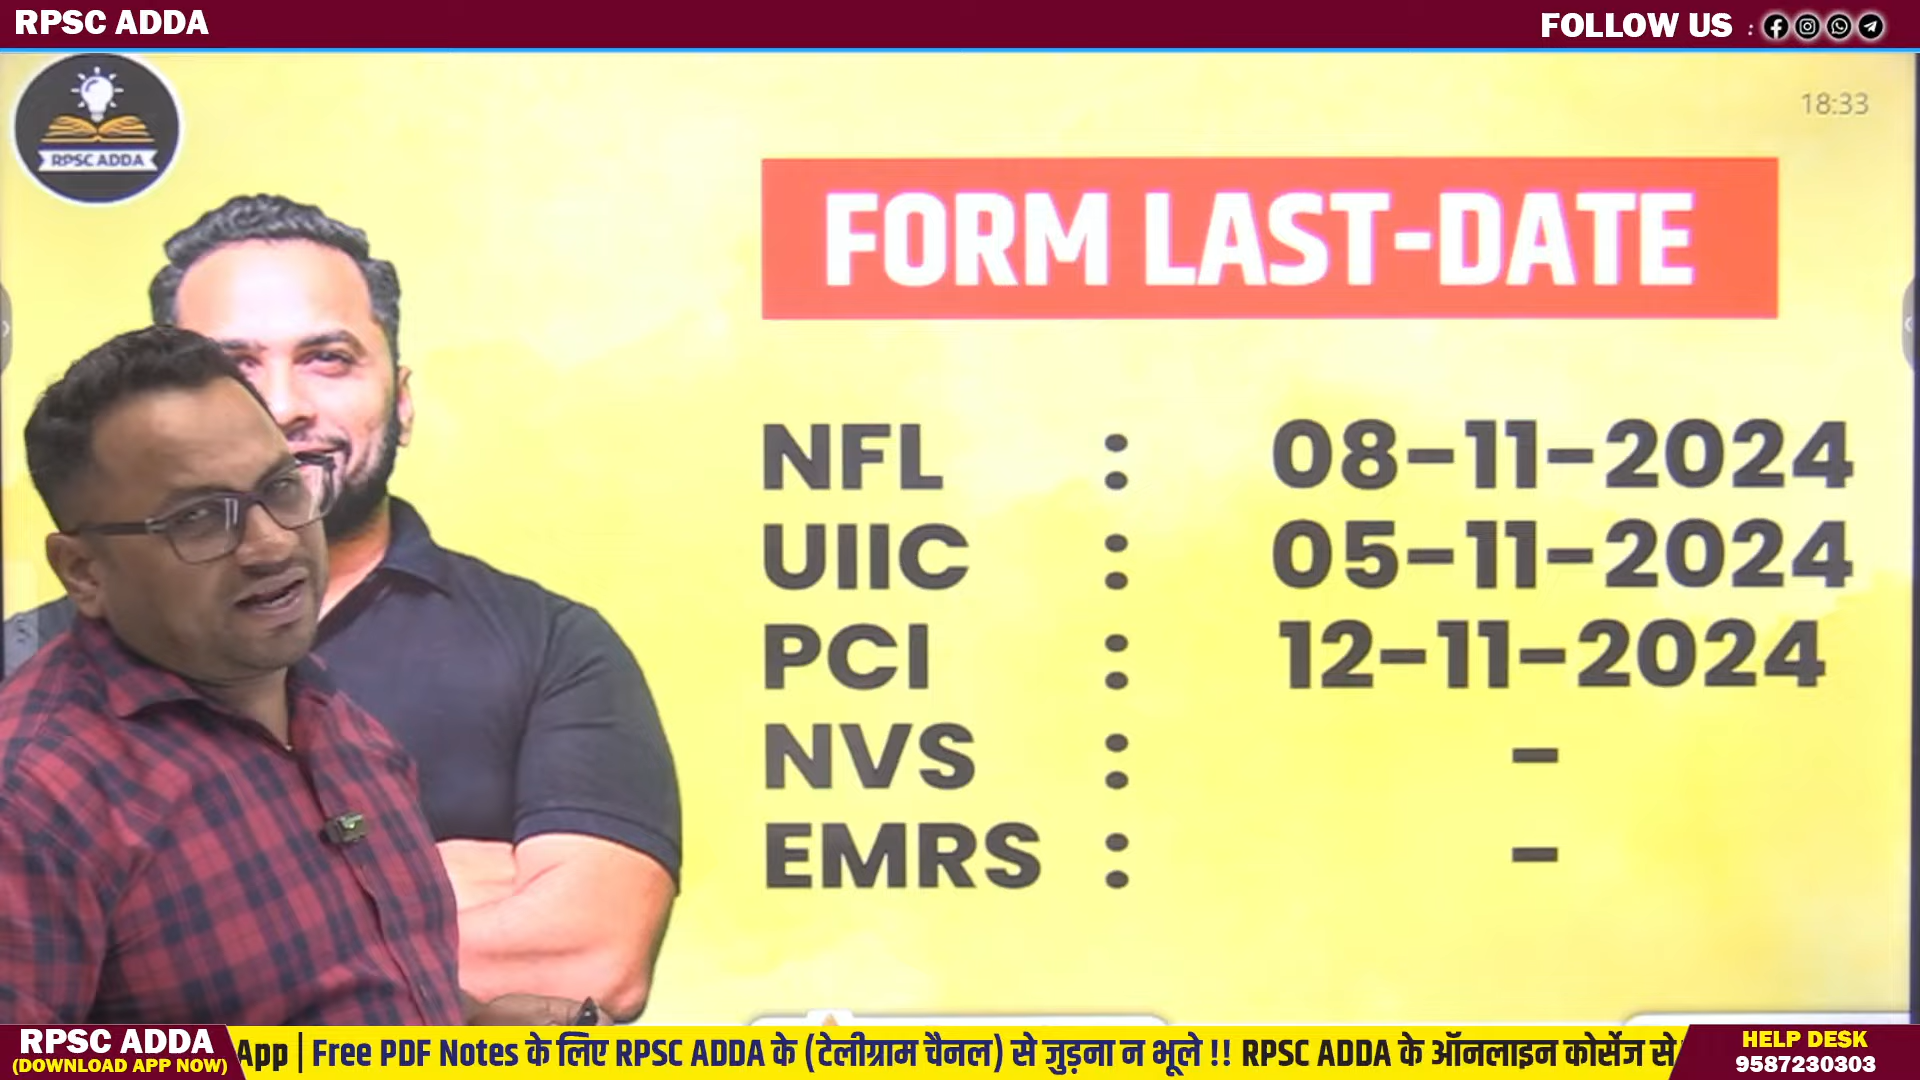 RPSC ADDA
FOLLOW US :
RPSC ADDA
18:33
FORM LAST-DATE
NFL : 08-11-2024
UIIC : 05-11-2024
PCI : 12-11-2024
NVS : -
EMRS : -
RPSC ADDA
(DOWNLOAD APP NOW)
App | Free PDF Notes के लिए RPSC ADDA के (टेलीग्राम चैनल) से जुड़ना न भूले !! RPSC ADDA के ऑनलाइन कोर्सेज से
HELP DESK
9587230303